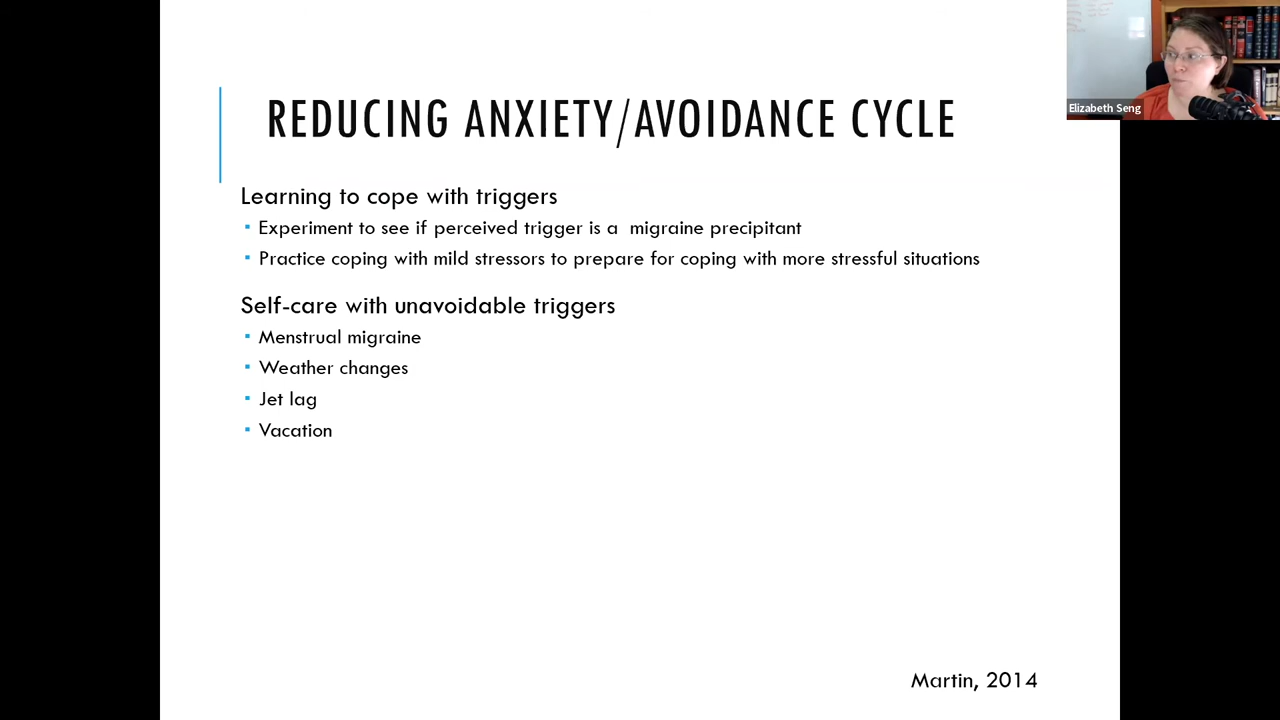 REDUCING ANXIETY/AVOIDANCE CYCLE
Elizabeth Seng
Learning to cope with triggers
▪ Experiment to see if perceived trigger is a  migraine precipitant
▪ Practice coping with mild stressors to prepare for coping with more stressful situations
Self-care with unavoidable triggers
▪ Menstrual migraine
▪ Weather changes
▪ Jet lag
▪ Vacation
Martin, 2014